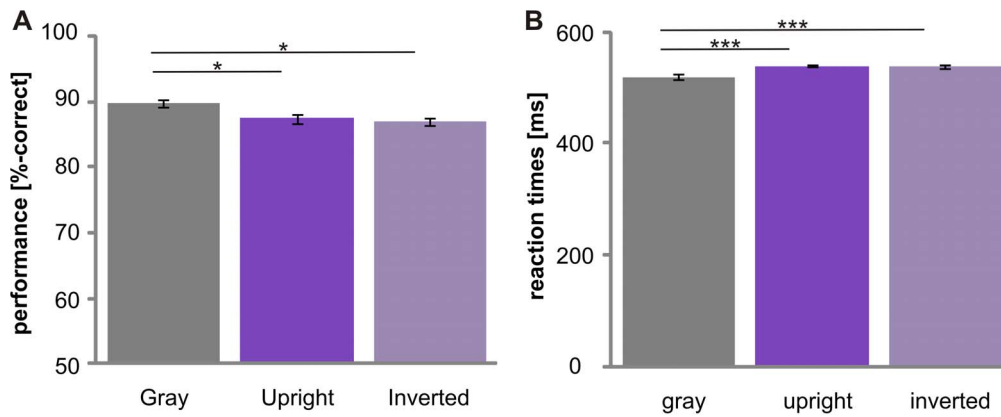 A
performance [%-correct]
100
90
80
70
60
50
*
*
Gray Upright Inverted
B
reaction times [ms]
600
400
200
0
***
***
gray upright inverted